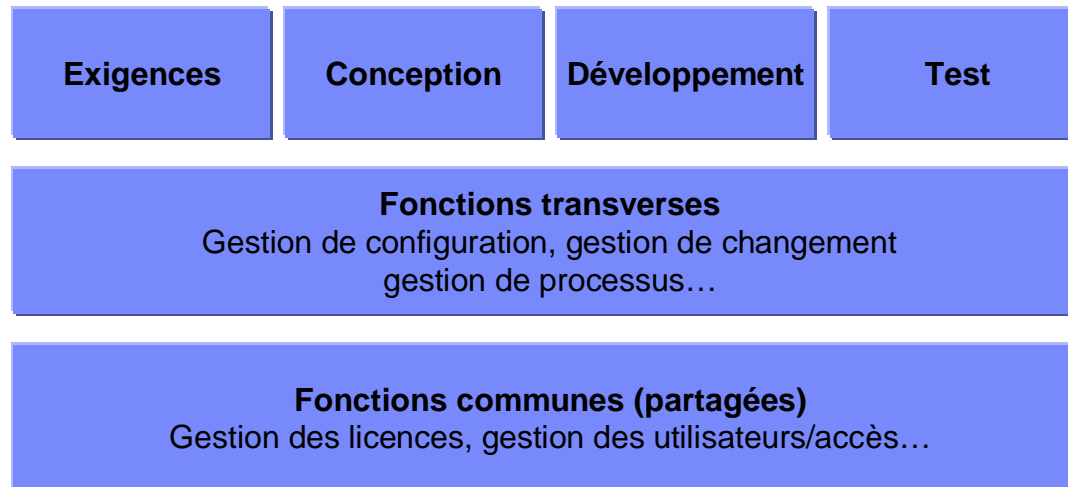 Exigences
Conception
Développement
Test
Fonctions transverses
Gestion de configuration, gestion de changement
gestion de processus…
Fonctions communes (partagées)
Gestion des licences, gestion des utilisateurs/accès…